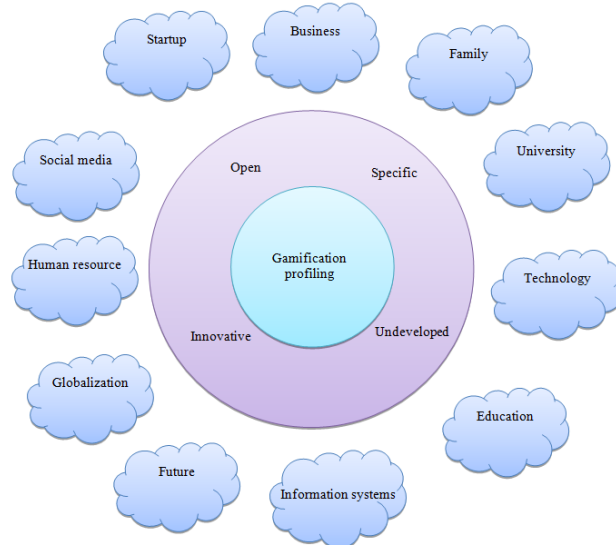 Startup
Business
Family
Social media
Open
Specific
University
Human resource
Gamification
profiling
Technology
Innovative
Undeveloped
Globalization
Education
Future
Information systems